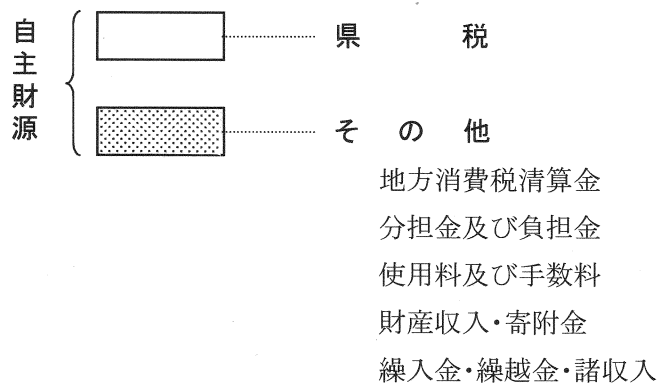 自主財源
県税
その他
地方消費税清算金
分担金及び負担金
使用料及び手数料
財産収入・寄附金
繰入金・繰越金・諸収入